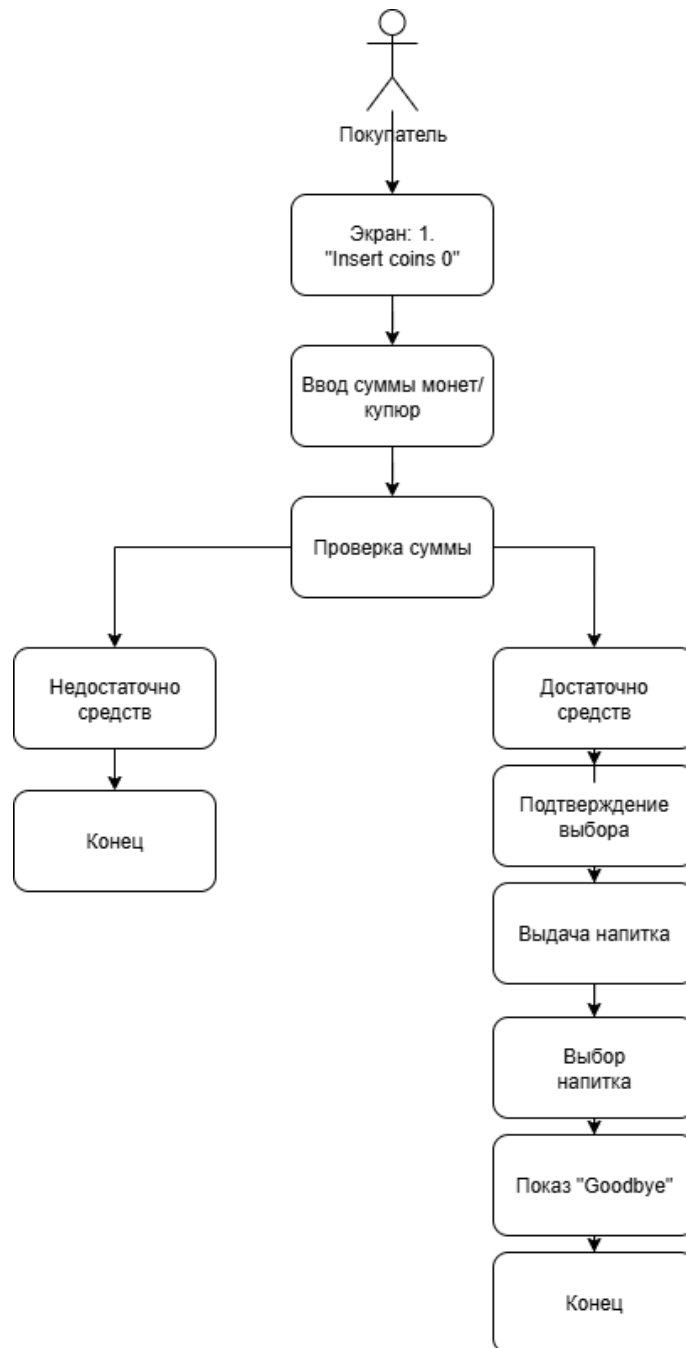 Покупатель
Экран: 1.
"Insert coins 0"
Ввод суммы монет/
купюр
Проверка суммы
Недостаточно
средств
Конец
Достаточно
средств
Подтверждение
выбора
Выдача напитка
Выбор
напитка
Показ "Goodbye"
Конец